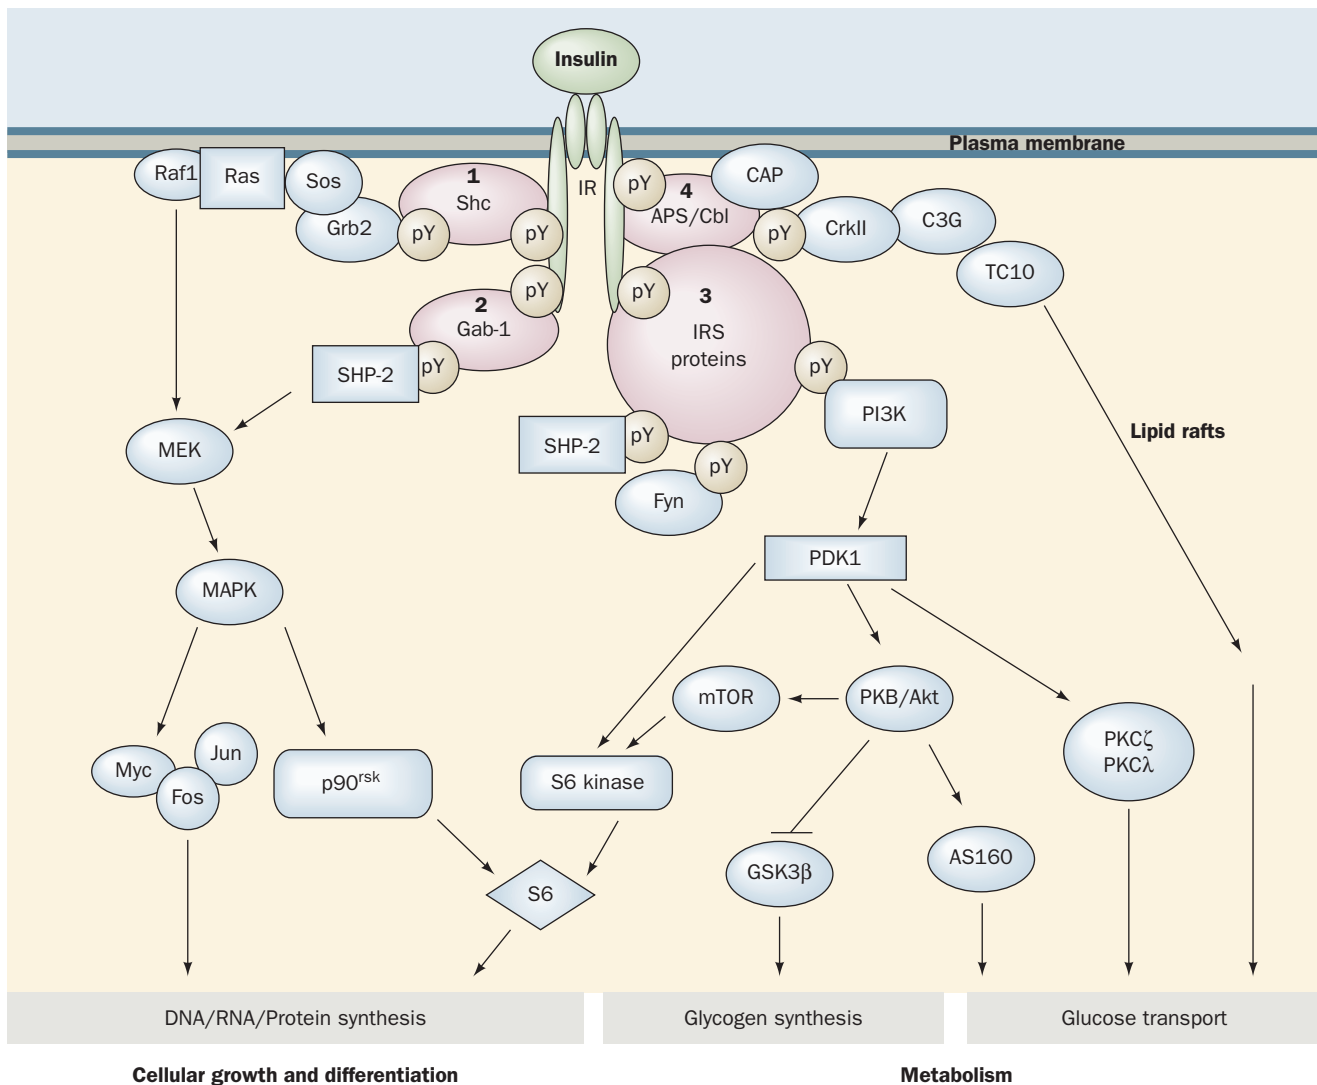 Insulin
Plasma membrane
Raf1
Ras
Sos
Grb2
pY
1
Shc
pY
IR
pY
4
APS/Cbl
CAP
pY
CrkII
C3G
TC10
pY
2
Gab-1
pY
SHP-2
pY
3
IRS
proteins
pY
PI3K
SHP-2
pY
pY
Fyn
Lipid rafts
MEK
MAPK
PDK1
mTOR
PKB/Akt
PKCζ
PKCλ
Myc
Jun
Fos
p90rsk
S6 kinase
GSK3β
AS160
S6
DNA/RNA/Protein synthesis
Glycogen synthesis
Glucose transport
Cellular growth and differentiation
Metabolism